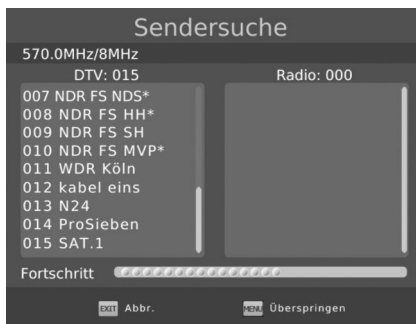 Sendersuche
570.0MHz/8MHz
DTV: 015
Radio: 000
007 NDR FS NDS*
008 NDR FS HH*
009 NDR FS SH
010 NDR FS MVP*
011 WDR Köln
012 kabel eins
013 N24
014 ProSieben
015 SAT.1
Fortschritt
EXIT Abbr.
MENU Überspringen